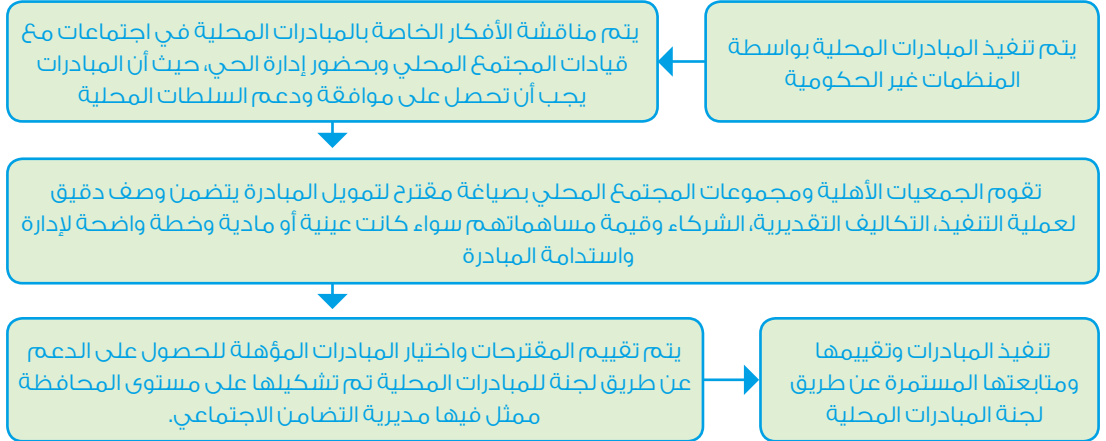 يتم تنفيذ المبادرات المحلية بواسطة
المنظمات غير الحكومية
يتم مناقشة الأفكار الخاصة بالمبادرات المحلية في اجتماعات مع
قيادات المجتمع المحلي وبحضور إدارة الحي، حيث أن المبادرات
يجب أن تحصل على موافقة ودعم السلطات المحلية
تقوم الجمعيات الأهلية ومجموعات المجتمع المحلي بصياغة مقترح لتمويل المبادرة يتضمن وصف دقيق
لعملية التنفيذ، التكاليف التقديرية، الشركاء وقيمة مساهماتهم سواء كانت عينية أو مادية وخطة واضحة لإدارة
واستدامة المبادرة
يتم تقييم المقترحات واختيار المبادرات المؤهلة للحصول على الدعم
عن طريق لجنة للمبادرات المحلية تم تشكيلها على مستوى المحافظة
ممثل فيها مديرية التضامن الاجتماعي.
تنفيذ المبادرات وتقييمها
ومتابعتها المستمرة عن طريق
لجنة المبادرات المحلية